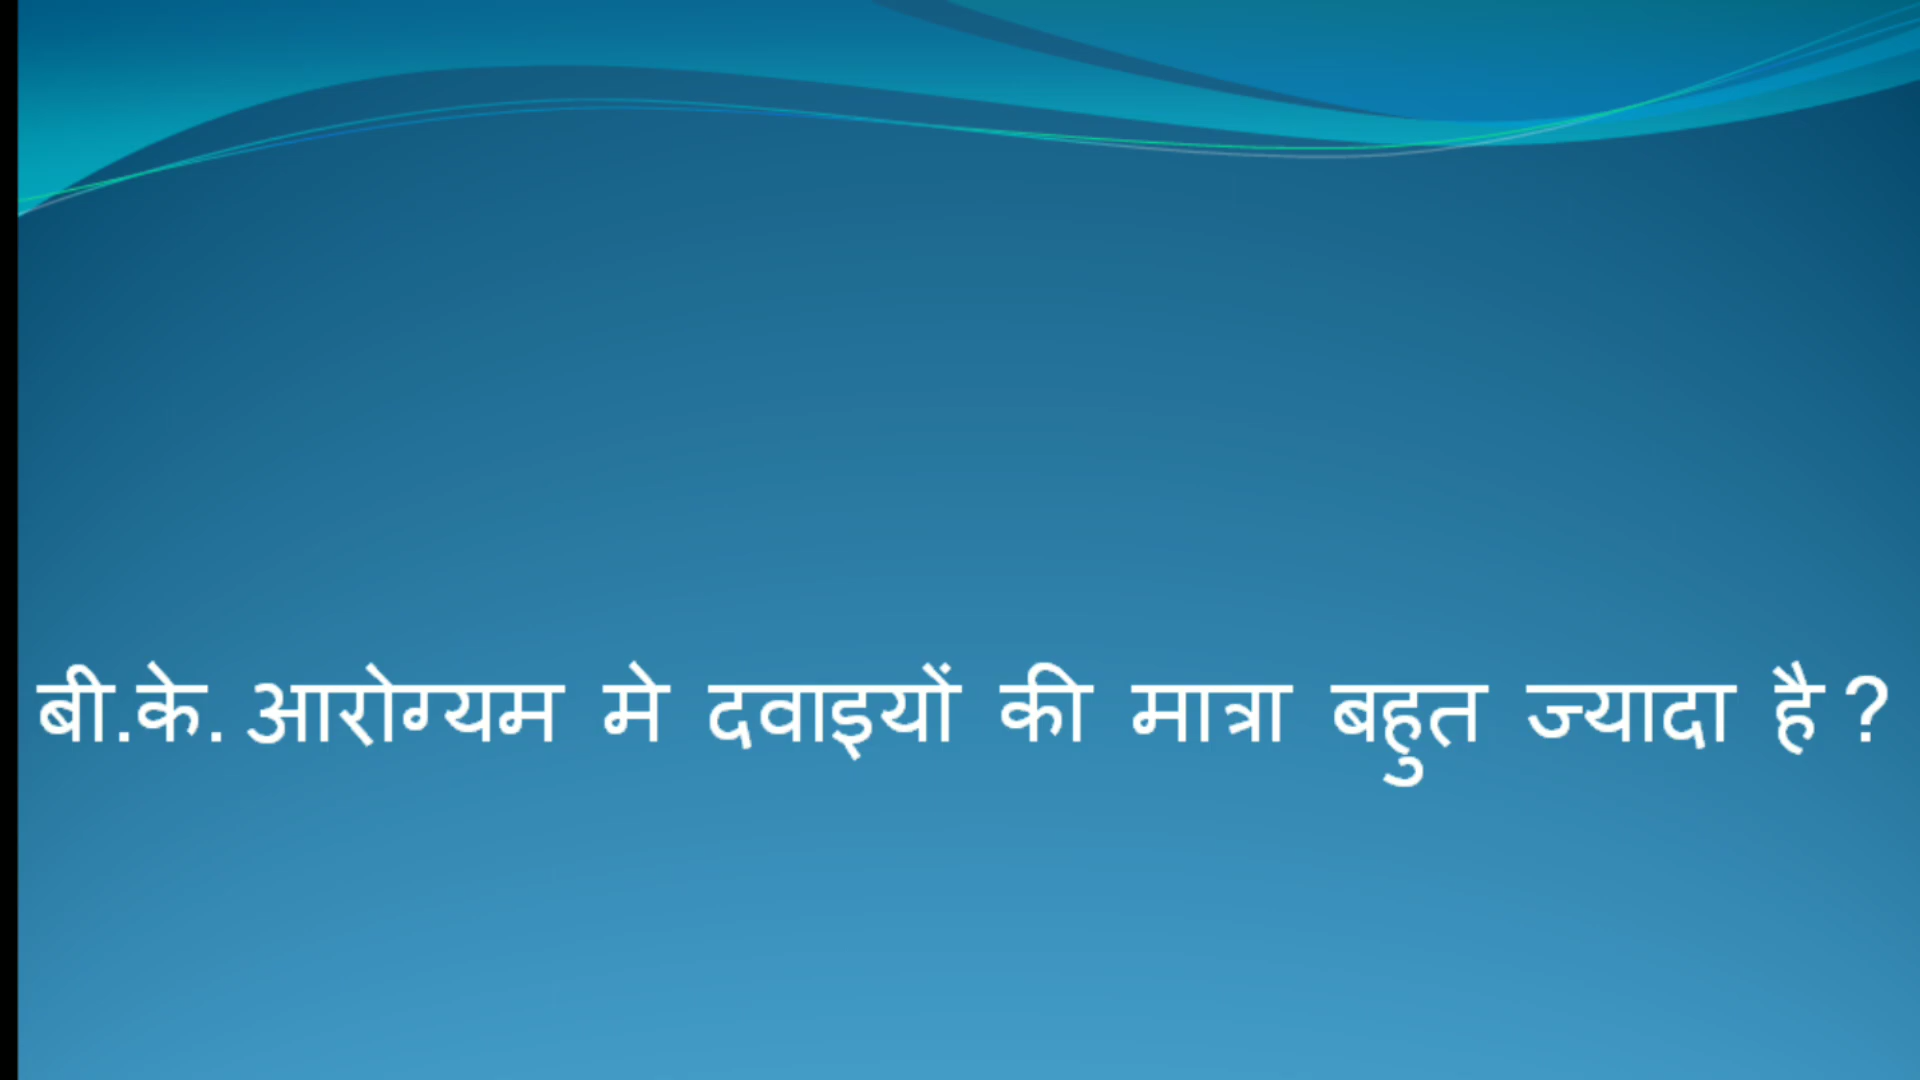 बी.के. आरोग्यम मे दवाइयों की मात्रा बहुत ज्यादा है ?